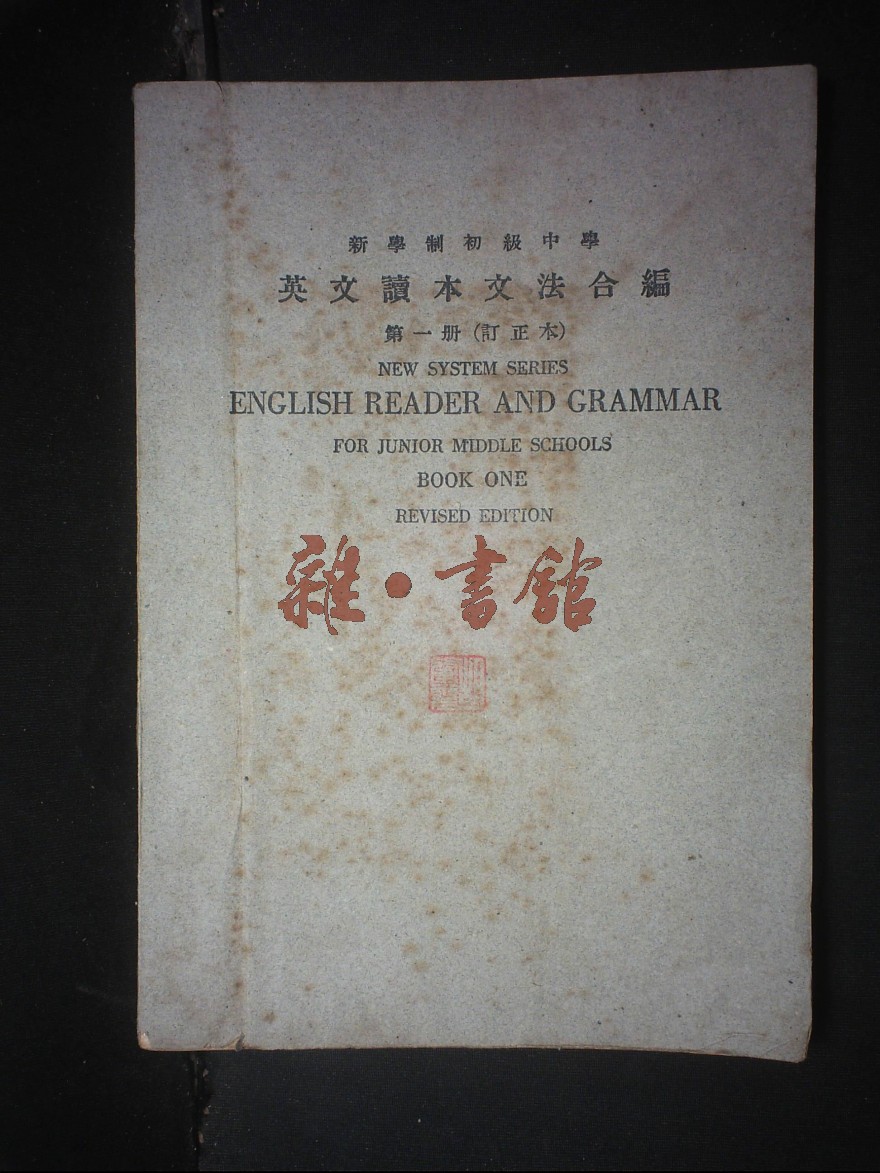 新學制初級中學
英文讀本文法合編
第一册(訂正本)
NEW SYSTEM SERIES
ENGLISH READER AND GRAMMAR
FOR JUNIOR MIDDLE SCHOOLS
BOOK ONE
REVISED EDITION
雜·書館